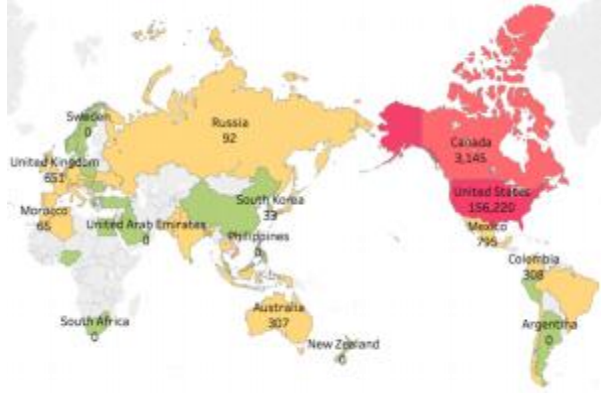 Sweden
0
Russia
92
Canada
3,145
United Kingdom
651
United States
156,220
Morocco
65
South Korea
33
United Arab Emirates
0
Philippines
0
Mexico
795
Colombia
308
Australia
307
South Africa
0
New Zealand
0
Argentina
0